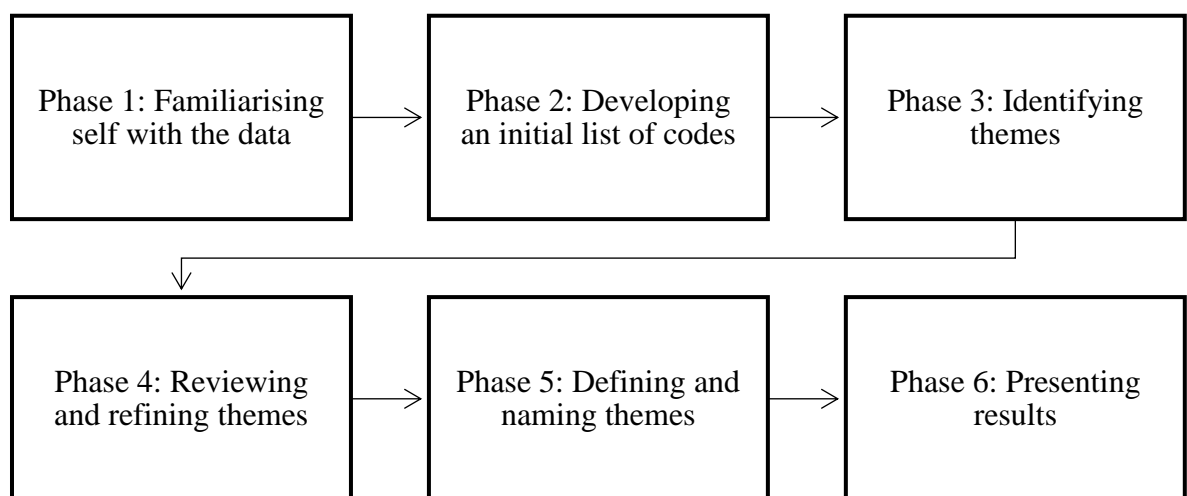 Phase 1: Familiarising
self with the data
Phase 2: Developing
an initial list of codes
Phase 3: Identifying
themes
Phase 4: Reviewing
and refining themes
Phase 5: Defining and
naming themes
Phase 6: Presenting
results